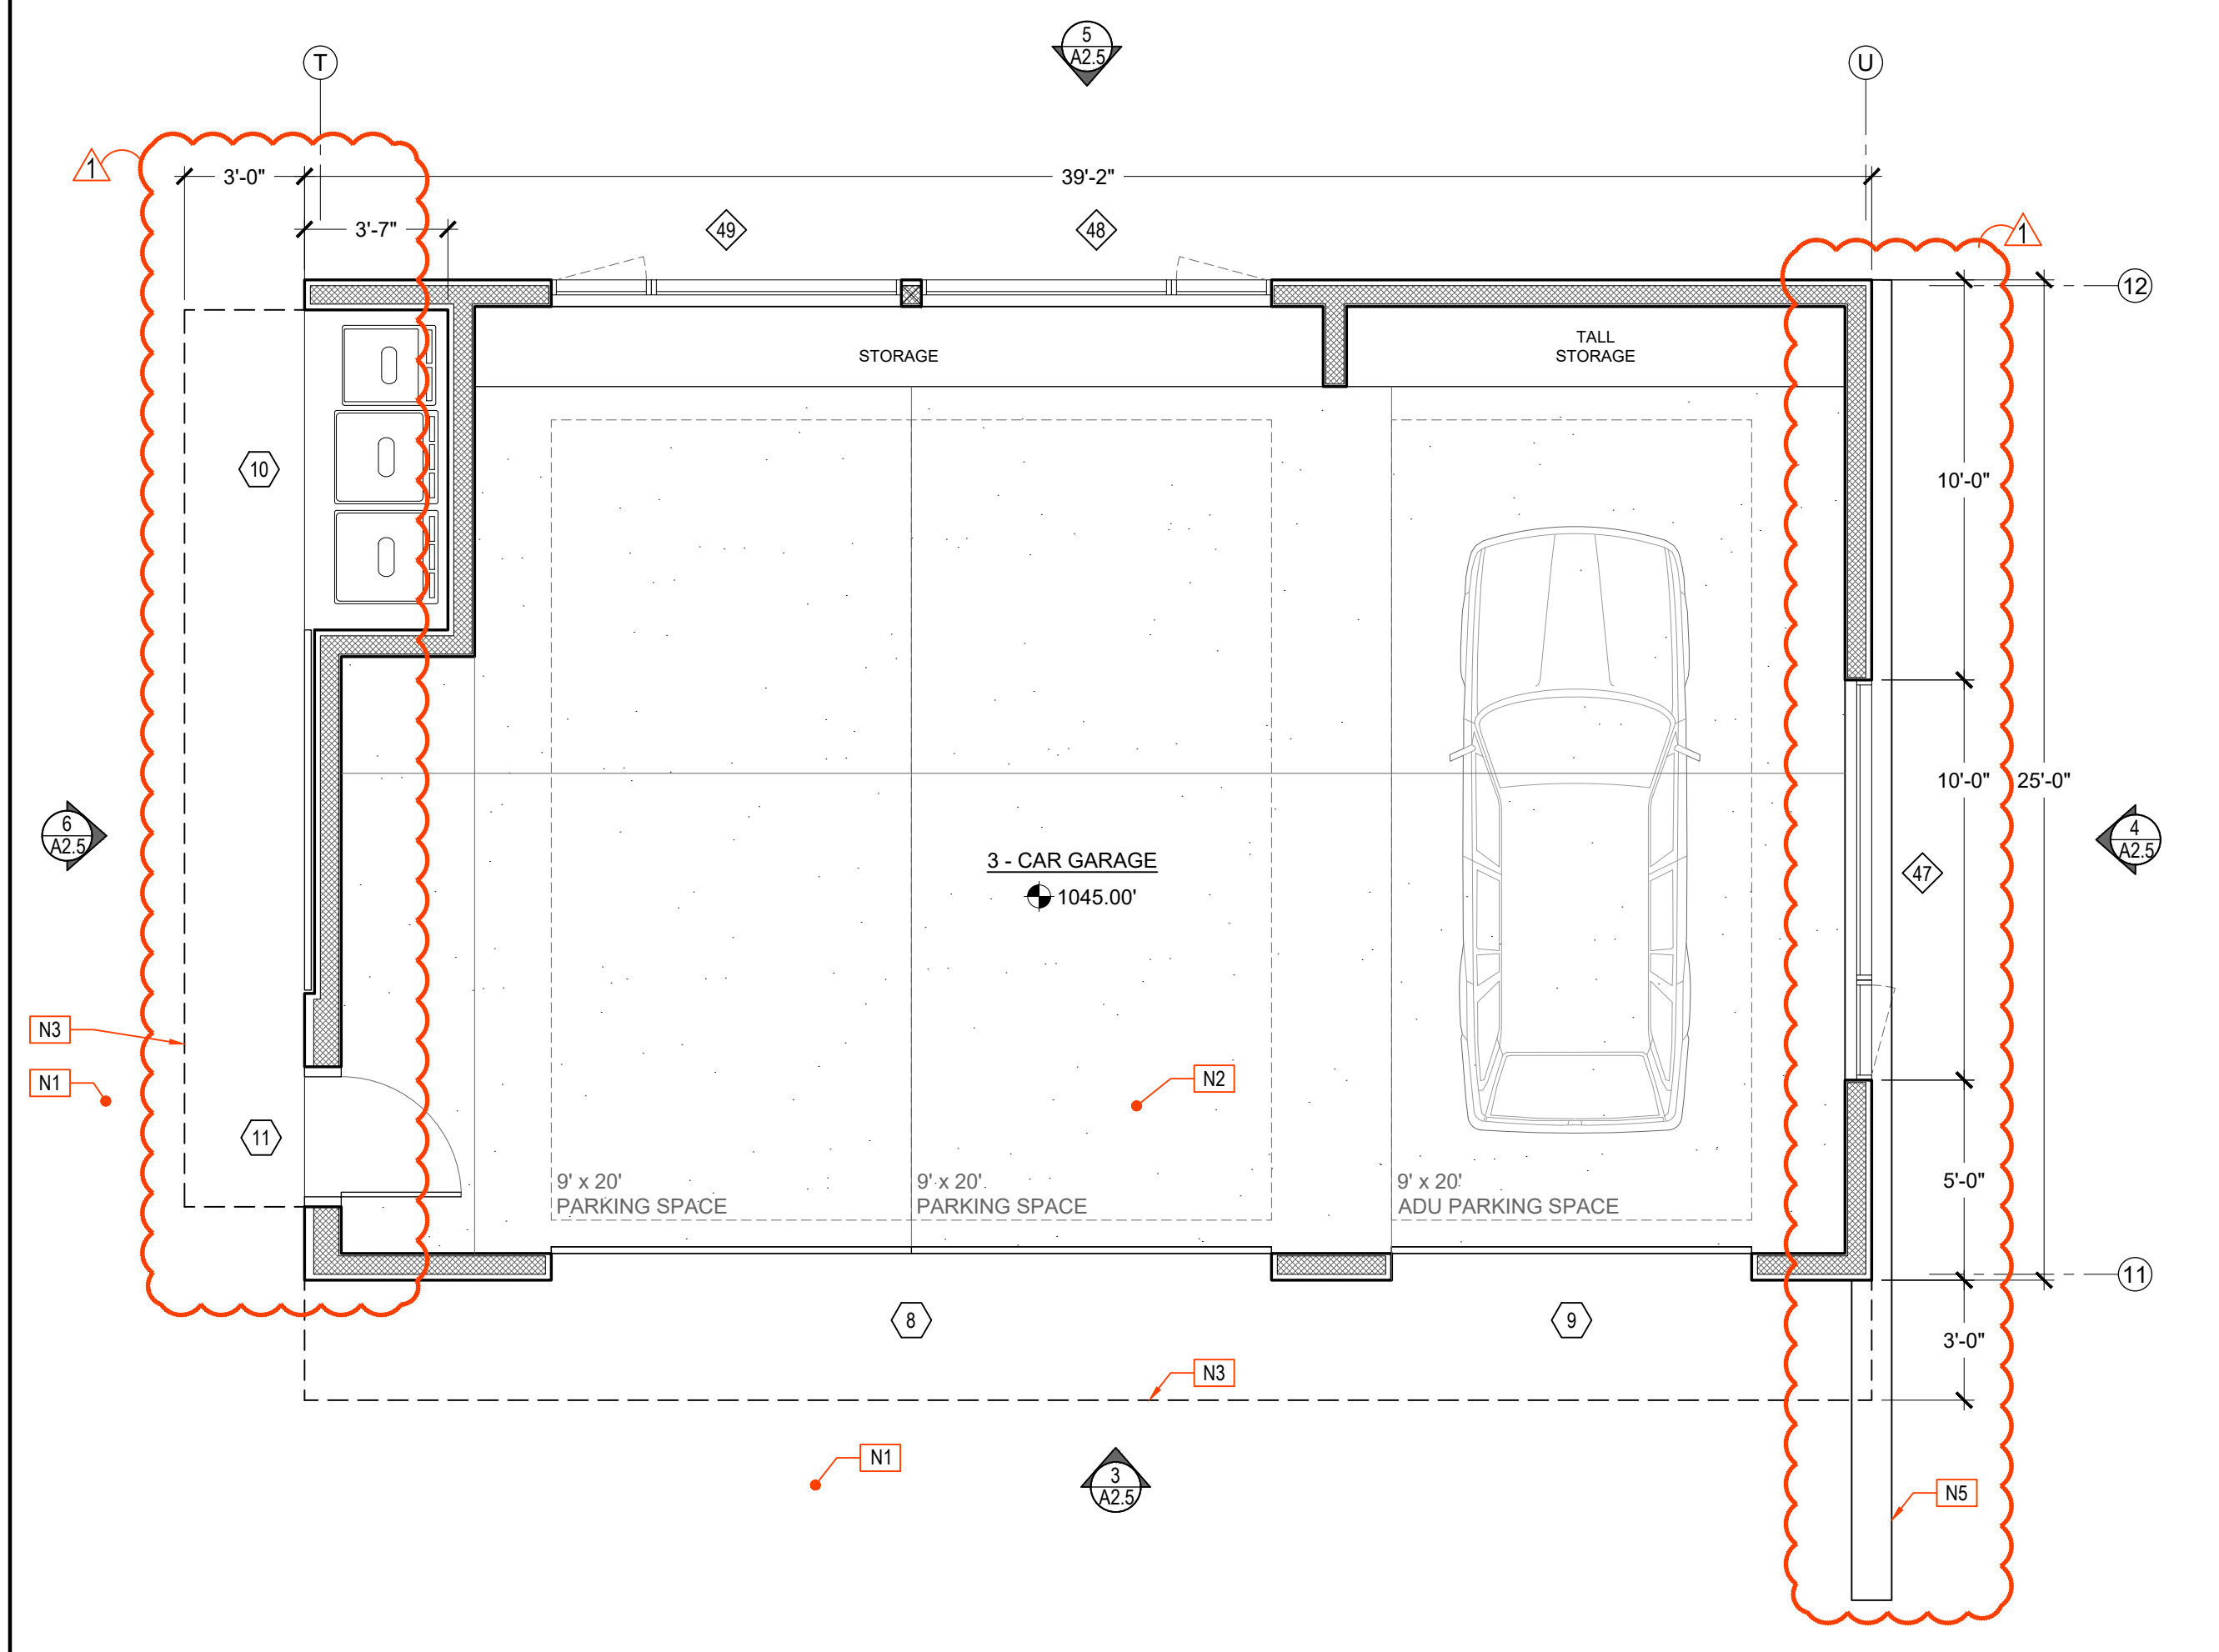 5
A2.5
T
U
1
3'-0"
39'-2"
3'-7"
49
48
1
12
STORAGE
TALL
STORAGE
10
10'-0"
10'-0"
25'-0"
6
A2.5
4
A2.5
3 - CAR GARAGE
1045.00'
47
N3
N1
N2
11
9' x 20'
PARKING SPACE
9' x 20'
PARKING SPACE
9' x 20'
ADU PARKING SPACE
5'-0"
11
8
9
3'-0"
N3
N1
3
A2.5
N5